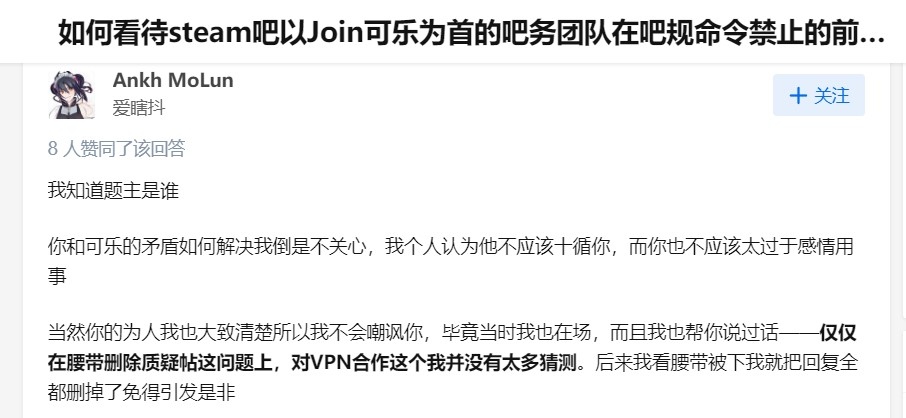 如何看待steam吧以Join可乐为首的吧务团队在吧规命令禁止的前...
Ankh MoLun
爱瞎抖
+ 关注
8 人赞同了该回答
我知道题主是谁
你和可乐的矛盾如何解决我倒是不关心，我个人认为他不应该十循你，而你也不应该太过于感情用
事
当然你的为人我也大致清楚所以我不会嘲讽你，毕竟当时我也在场，而且我也帮你说过话——仅仅
在腰带删除质疑帖这问题上，对VPN合作这个我并没有太多猜测。后来我看腰带被下我就把回复全
都删掉了免得引发是非